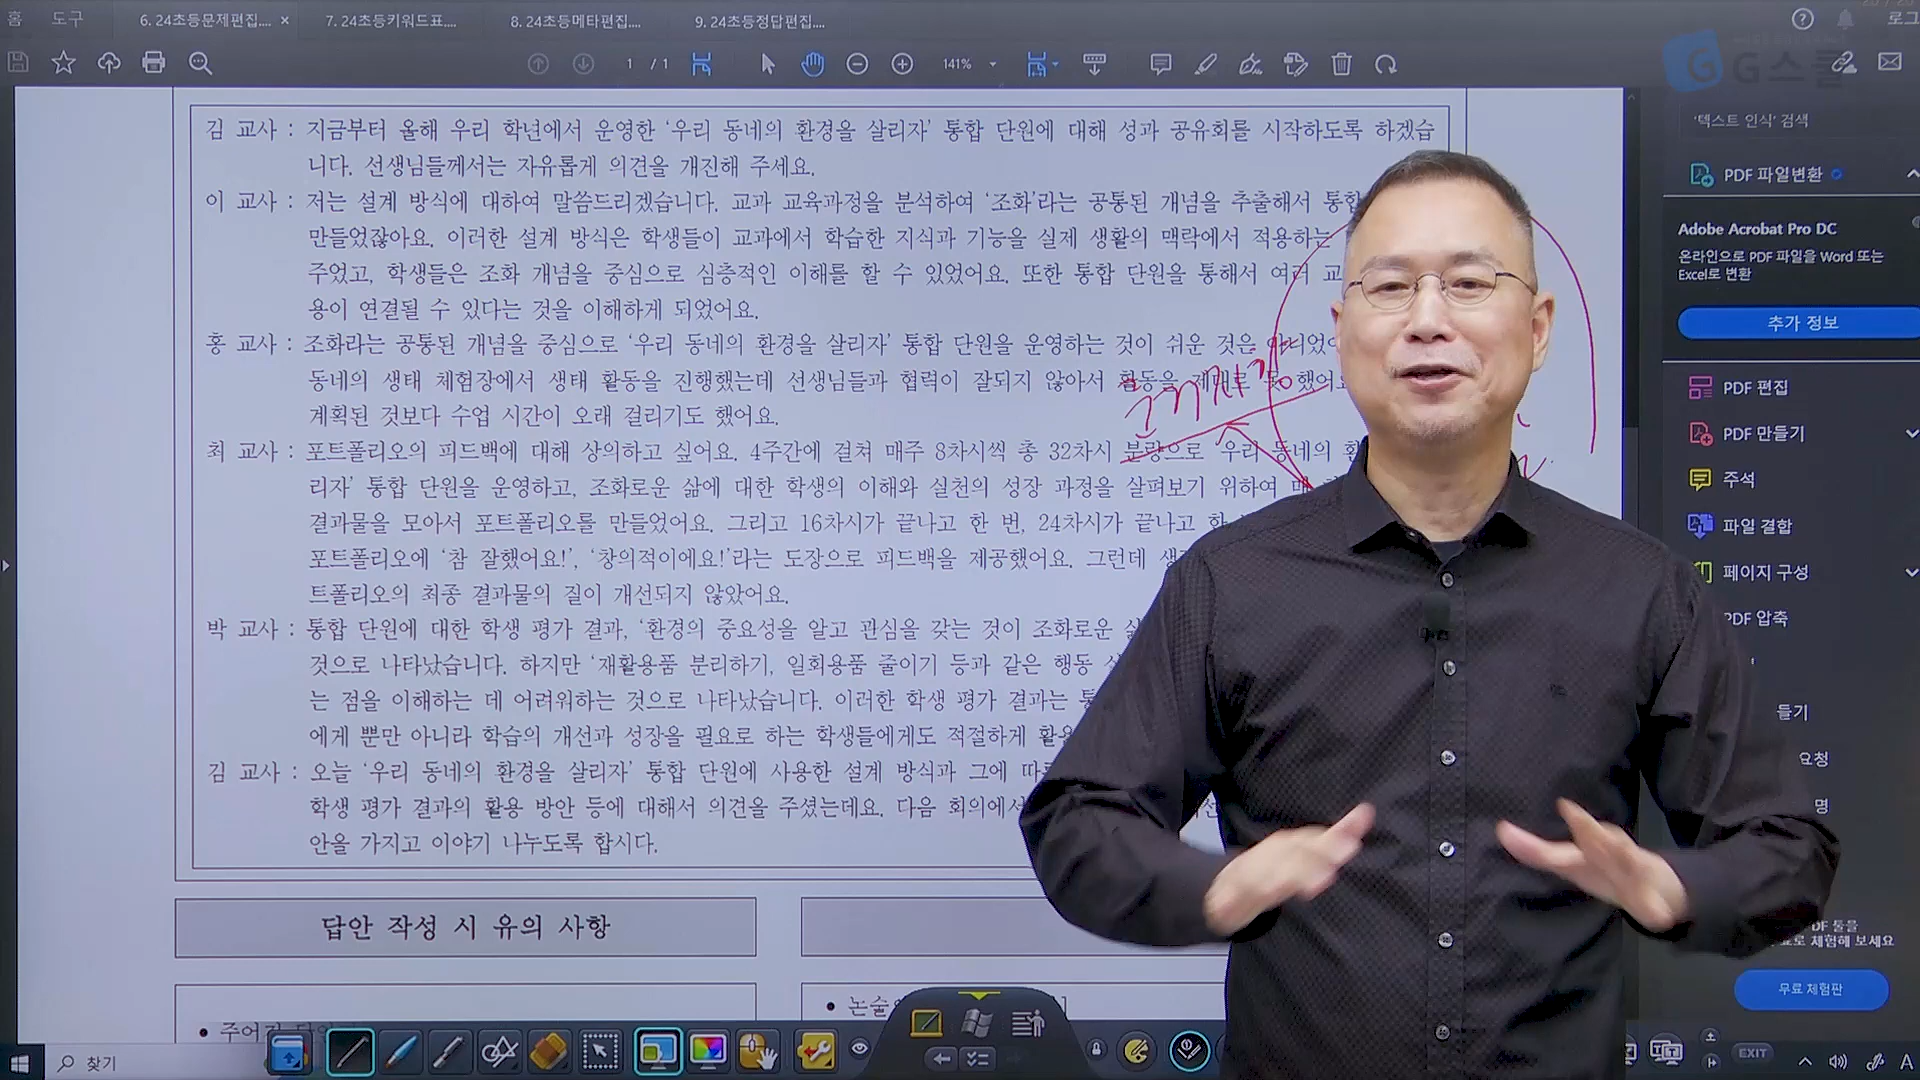 홈 도구 6. 24초등문제편집.... × 7. 24초등키워드표.... 8. 24초등메타편집.... 9. 24초등정답편집.... 로그
1 / 1 141%
G스쿨
'텍스트 인식' 검색
PDF 파일변환
Adobe Acrobat Pro DC
온라인으로 PDF 파일을 Word 또는
Excel로 변환
추가 정보
PDF 편집
PDF 만들기
주석
파일 결합
페이지 구성
PDF 압축
들기
요청
명
DF 툴을
로 체험해 보세요
무료 체험판
김 교사 : 지금부터 올해 우리 학년에서 운영한 '우리 동네의 환경을 살리자' 통합 단원에 대해 성과 공유회를 시작하도록 하겠습
니다. 선생님들께서는 자유롭게 의견을 개진해 주세요.
이 교사 : 저는 설계 방식에 대하여 말씀드리겠습니다. 교과 교육과정을 분석하여 '조화'라는 공통된 개념을 추출해서 통합
만들었잖아요. 이러한 설계 방식은 학생들이 교과에서 학습한 지식과 기능을 실제 생활의 맥락에서 적용하는
주었고, 학생들은 조화 개념을 중심으로 심층적인 이해를 할 수 있었어요. 또한 통합 단원을 통해서 여러 교
용이 연결될 수 있다는 것을 이해하게 되었어요.
홍 교사 : 조화라는 공통된 개념을 중심으로 '우리 동네의 환경을 살리자' 통합 단원을 운영하는 것이 쉬운 것은
동네의 생태 체험장에서 생태 활동을 진행했는데 선생님들과 협력이 잘되지 않아서 활동을 제대로 못 했어요
계획된 것보다 수업 시간이 오래 걸리기도 했어요.
최 교사 : 포트폴리오의 피드백에 대해 상의하고 싶어요. 4주간에 걸쳐 매주 8차시씩 총 32차시 분량으로 '우리 동네의 환
리자' 통합 단원을 운영하고, 조화로운 삶에 대한 학생의 이해와 실천의 성장 과정을 살펴보기 위하여 매
결과물을 모아서 포트폴리오를 만들었어요. 그리고 16차시가 끝나고 한 번, 24차시가 끝나고 한
포트폴리오에 '참 잘했어요!', '창의적이에요!'라는 도장으로 피드백을 제공했어요. 그런데
트폴리오의 최종 결과물의 질이 개선되지 않았어요.
박 교사 : 통합 단원에 대한 학생 평가 결과, '환경의 중요성을 알고 관심을 갖는 것이 조화로운
것으로 나타났습니다. 하지만 '재활용품 분리하기, 일회용품 줄이기 등과 같은 행동
는 점을 이해하는 데 어려워하는 것으로 나타났습니다. 이러한 학생 평가 결과는
에게 뿐만 아니라 학습의 개선과 성장을 필요로 하는 학생들에게도 적절하게
김 교사 : 오늘 '우리 동네의 환경을 살리자' 통합 단원에 사용한 설계 방식과 그에
학생 평가 결과의 활용 방안 등에 대해서 의견을 주셨는데요. 다음 회의에서
안을 가지고 이야기 나누도록 합시다.
답안 작성 시 유의 사항
찾기
EXIT
A